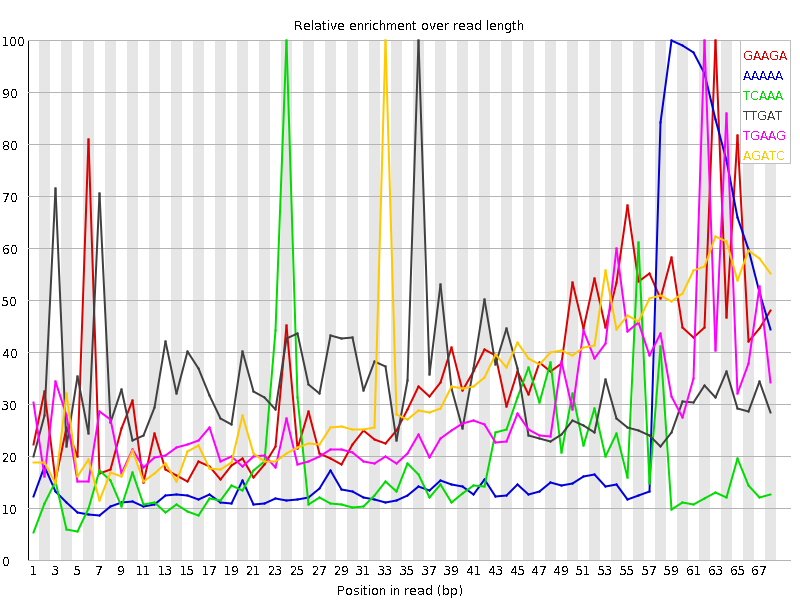 Relative enrichment over read length
100
90
80
70
60
50
40
30
20
10
0
GAAGA
AAAAA
TCAAA
TTGAT
TGAAG
AGATC
1 3 5 7 9 11 13 15 17 19 21 23 25 27 29 31 33 35 37 39 41 43 45 47 49 51 53 55 57 59 61 63 65 67
Position in read (bp)